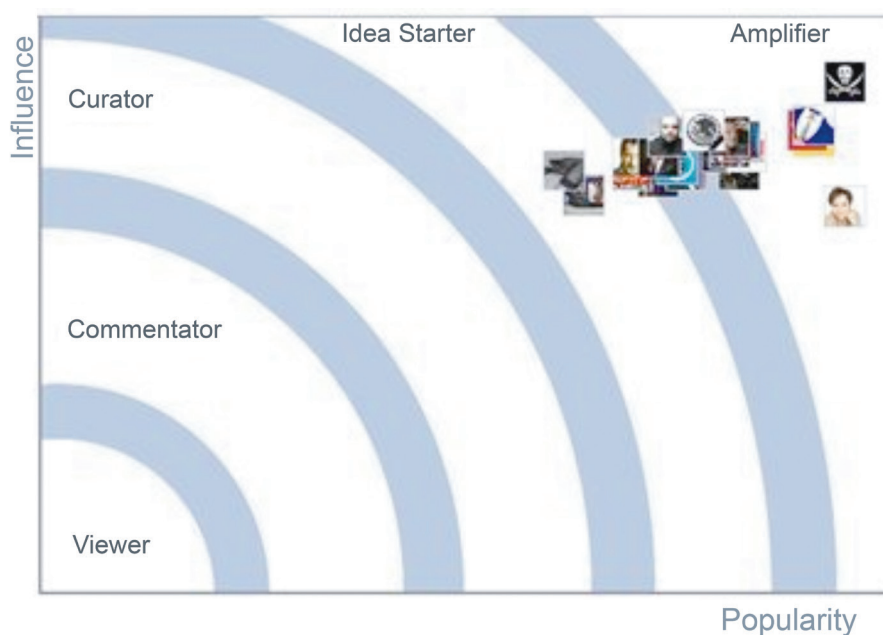 Idea Starter
Amplifier
Influence
Curator
Commentator
Viewer
Popularity